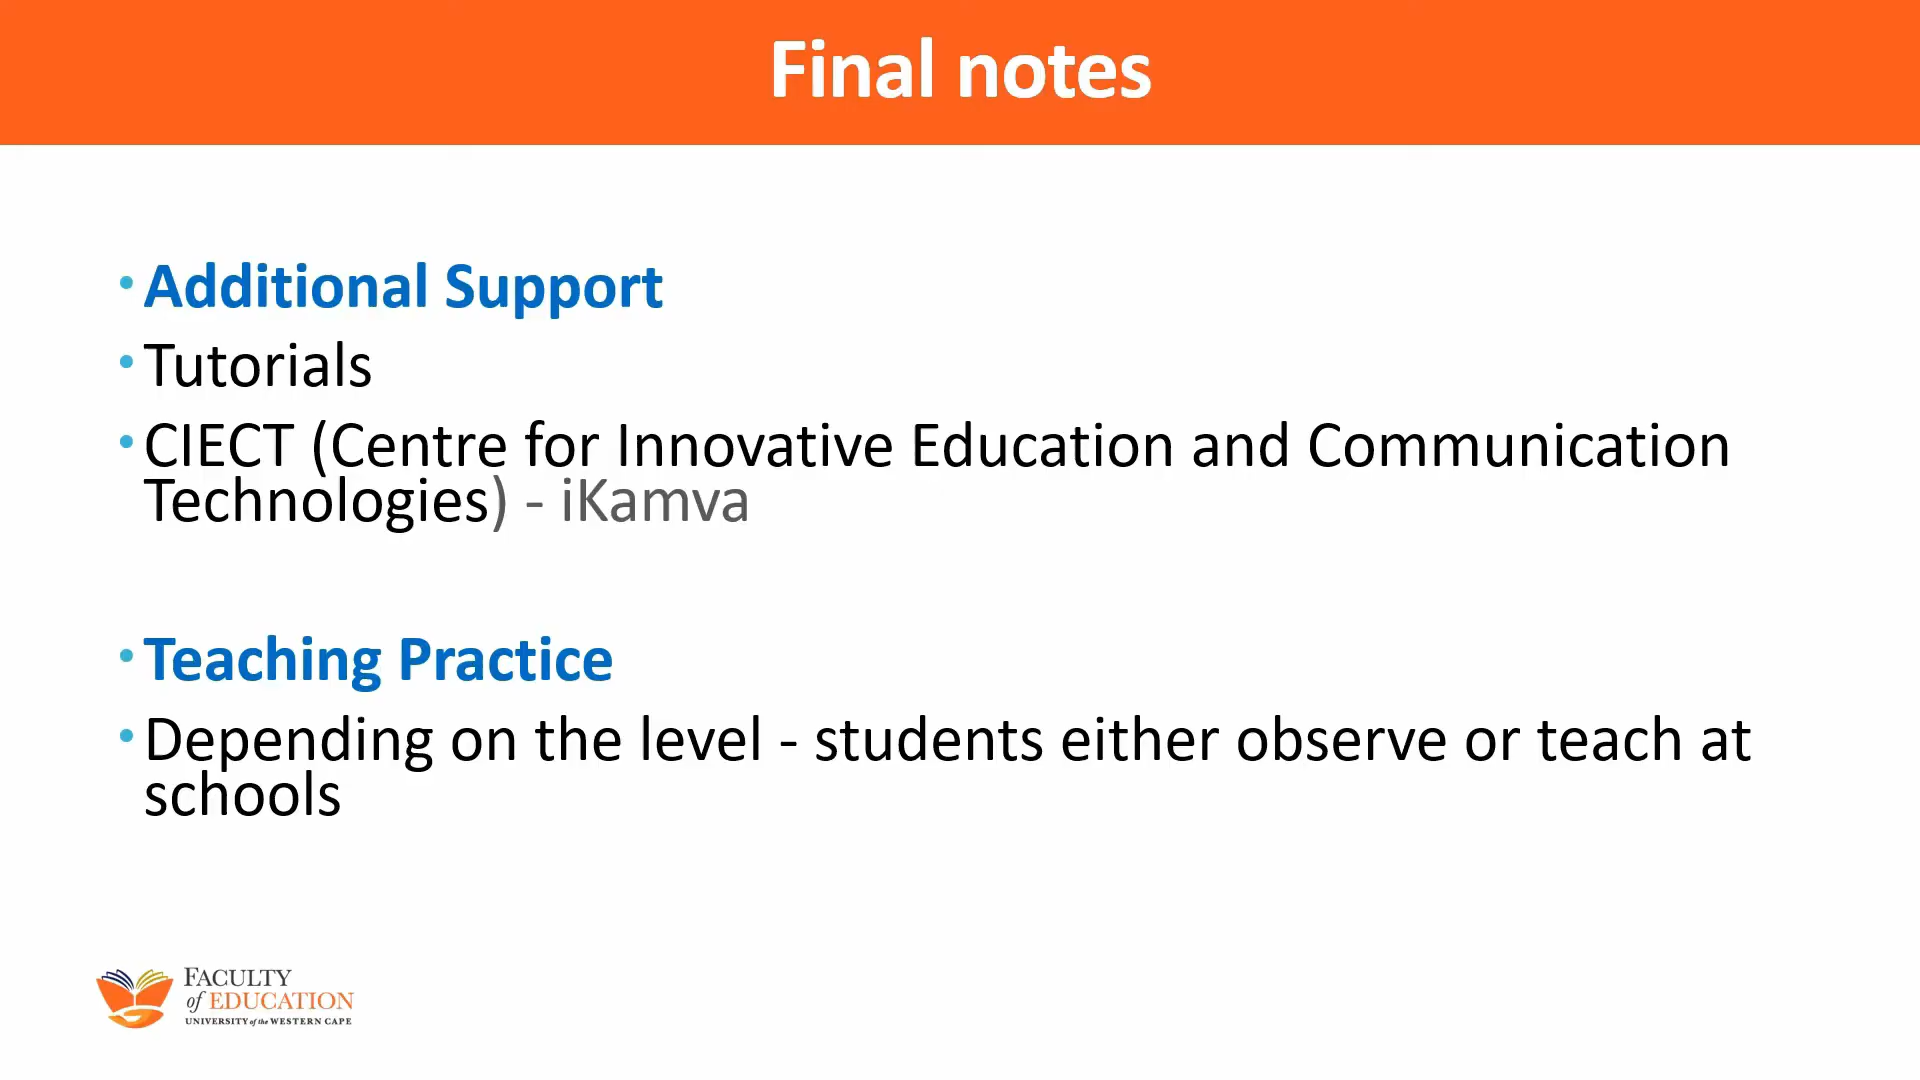 Final notes
Additional Support
Tutorials
CIECT (Centre for Innovative Education and Communication
Technologies) - iKamva
Teaching Practice
Depending on the level - students either observe or teach at
schools
FACULTY
of EDUCATION
UNIVERSITY of the WESTERN CAPE